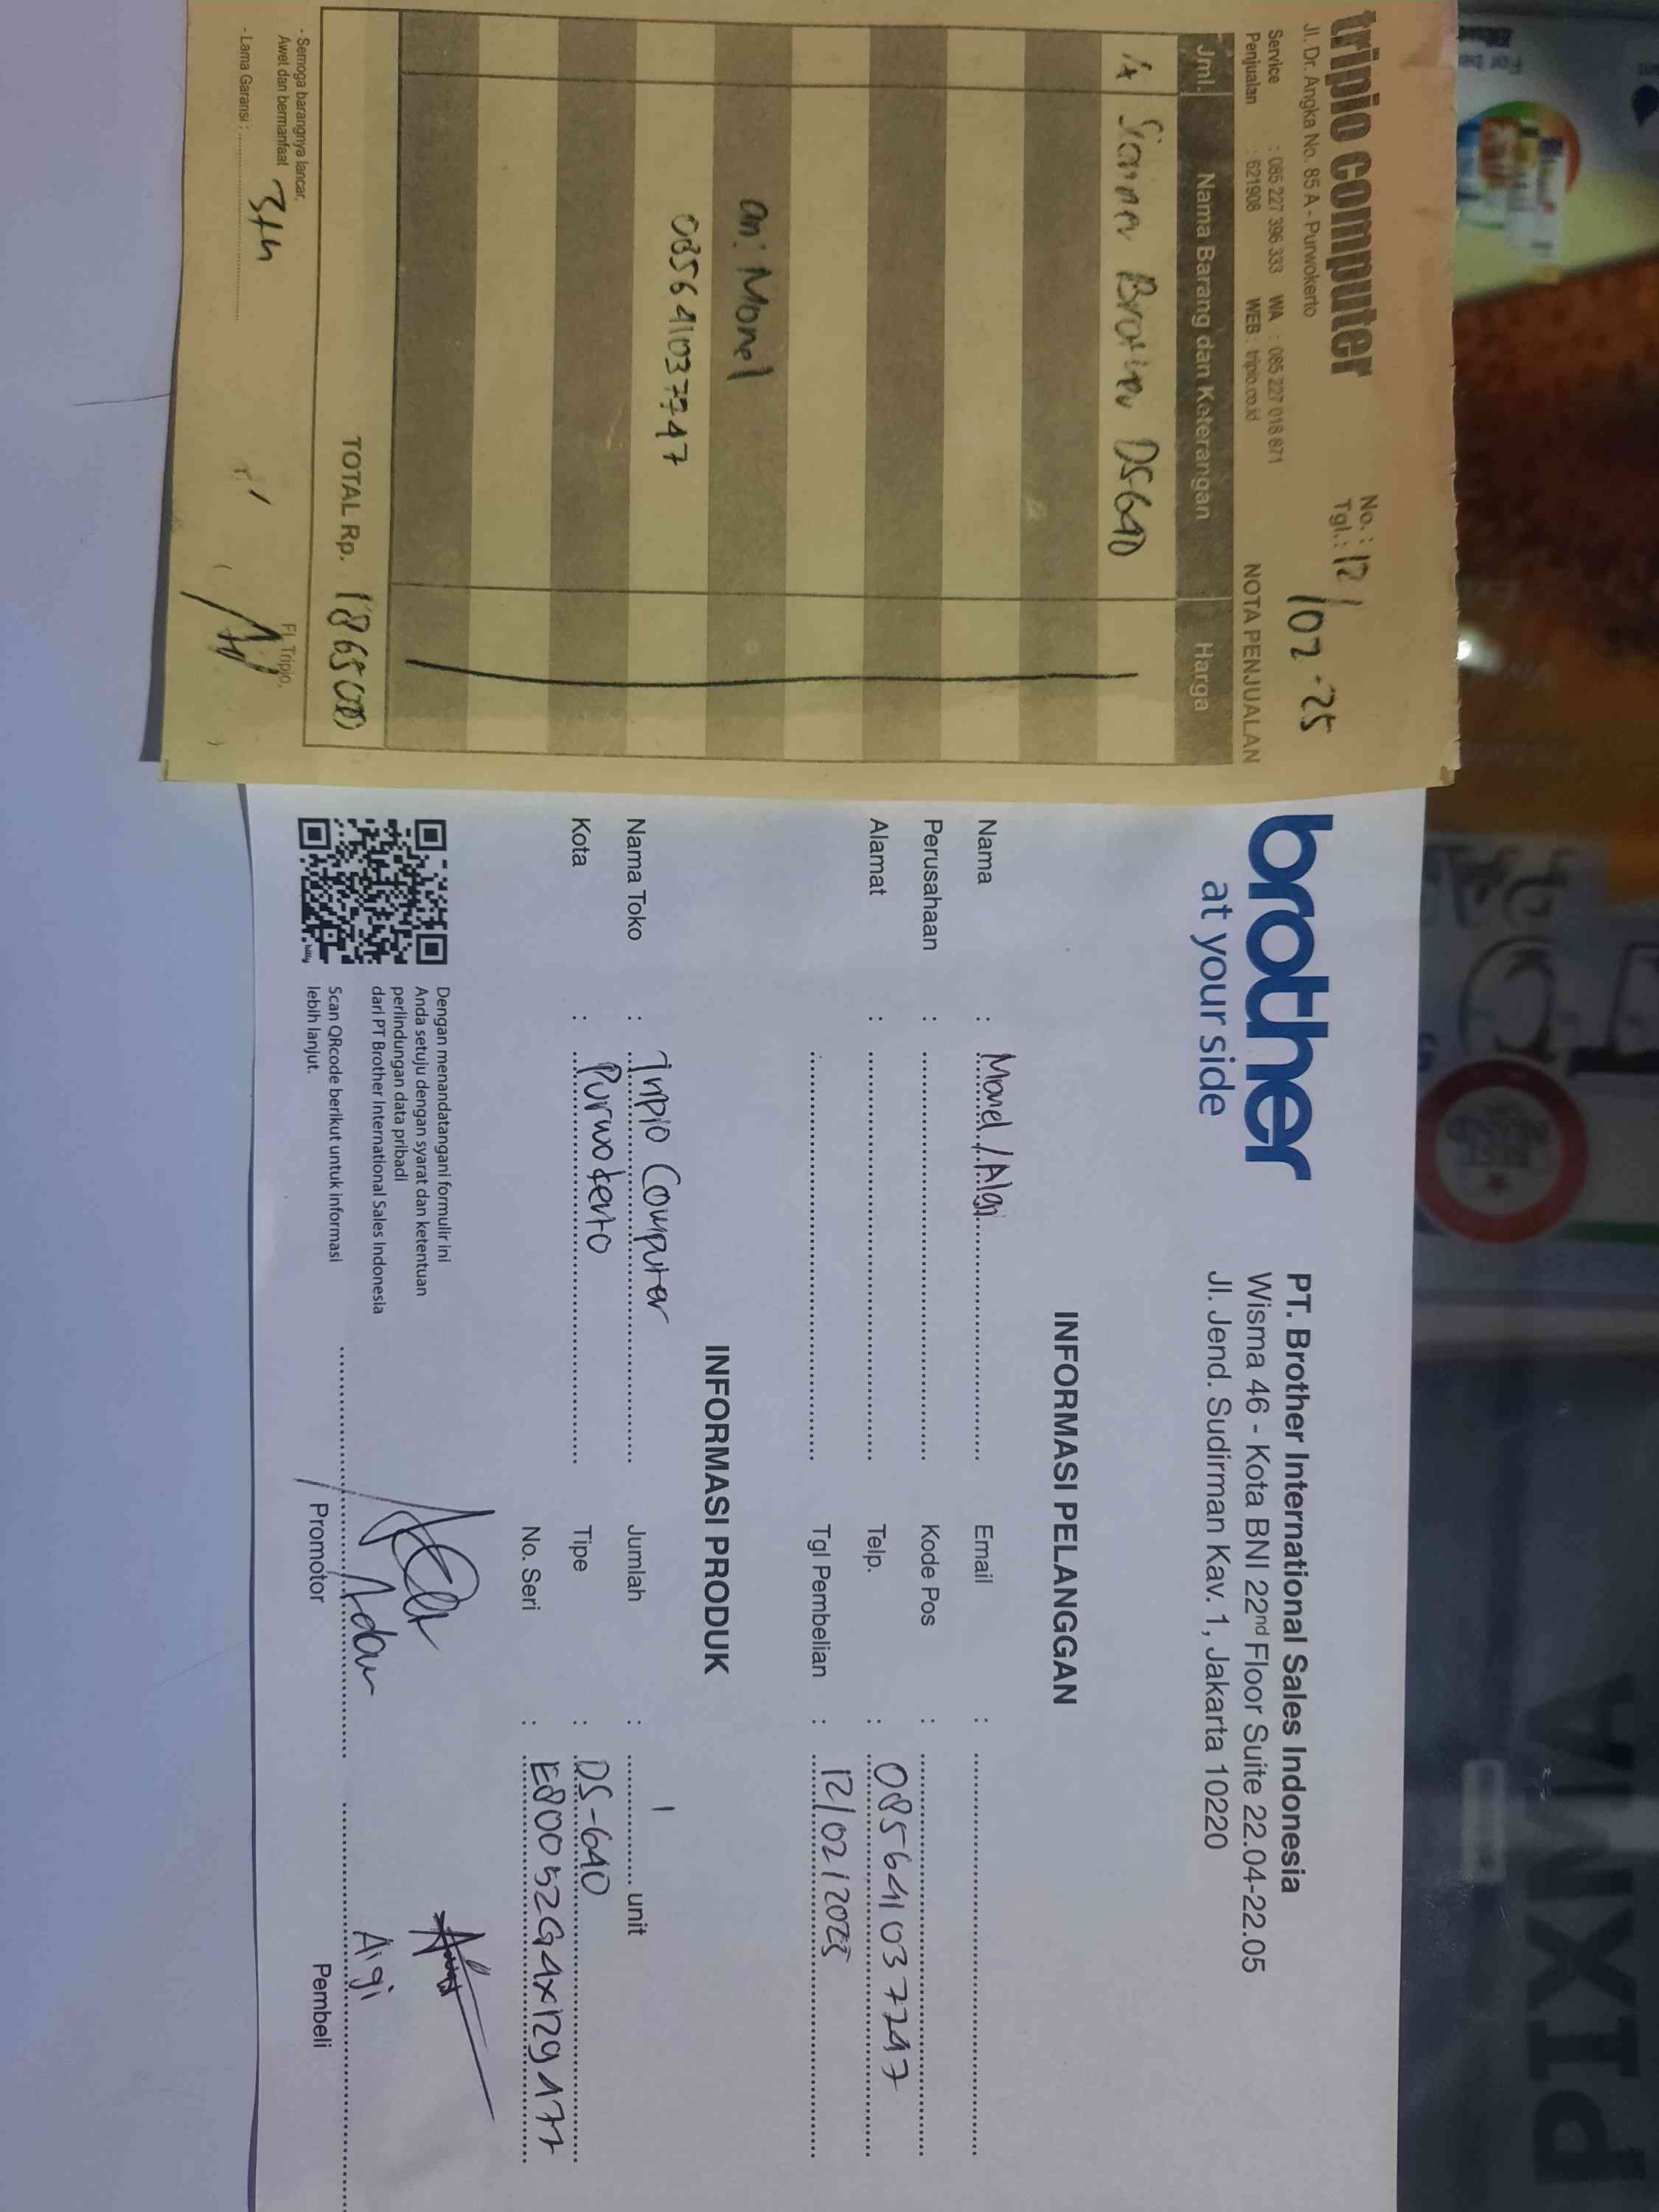 tripio computer
Jl. Dr. Angka No. 85 A - Purwokerto
Service : 085 227 396 333 WA : 085 227 018 871
Penjualan : 621908 WEB : tripio.co.id
No. :
Tgl. : 12/02-25
NOTA PENJUALAN
Jml. Nama Barang dan Keterangan Harga
1x Scanner Brother DS640
an: Monel
085641037747
TOTAL Rp. 1865000
- Semoga barangnya lancar,
Awet dan bermanfaat
- Lama Garansi : 3th
Tripio,
brother
at your side
PT. Brother International Sales Indonesia
Wisma 46 - Kota BNI 22nd Floor Suite 22.04-22.05
Jl. Jend. Sudirman Kav. 1, Jakarta 10220
INFORMASI PELANGGAN
Nama : Monel / Algi Email :
Perusahaan : Kode Pos :
Alamat : Telp. : 085641037747
Tgl Pembelian : 12/02/2025
INFORMASI PRODUK
Nama Toko : Tripio Computer Jumlah : 1 unit
Kota : Purwokerto Tipe : DS-640
No. Seri : E80052G4X129477
Dengan menandatangani formulir ini
Anda setuju dengan syarat dan ketentuan
perlindungan data pribadi
dari PT Brother International Sales Indonesia
Scan QRcode berikut untuk informasi
lebih lanjut.
Promotor
Algi
Pembeli
PIXMA